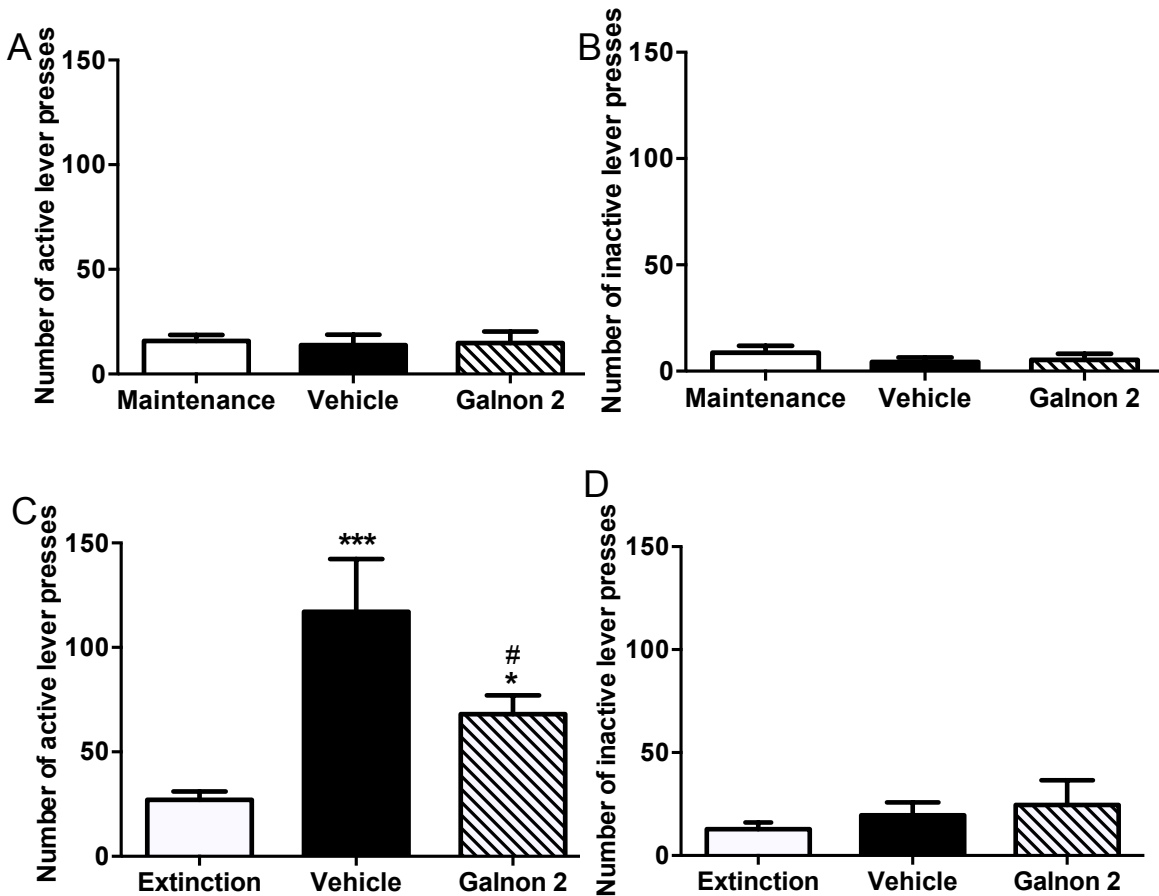 A
Number of active lever presses
150
100
50
0
Maintenance Vehicle Galnon 2
B
Number of inactive lever presses
150
100
50
0
Maintenance Vehicle Galnon 2
C
Number of active lever presses
150
100
50
0
***
#
*
Extinction Vehicle Galnon 2
D
Number of inactive lever presses
150
100
50
0
Extinction Vehicle Galnon 2